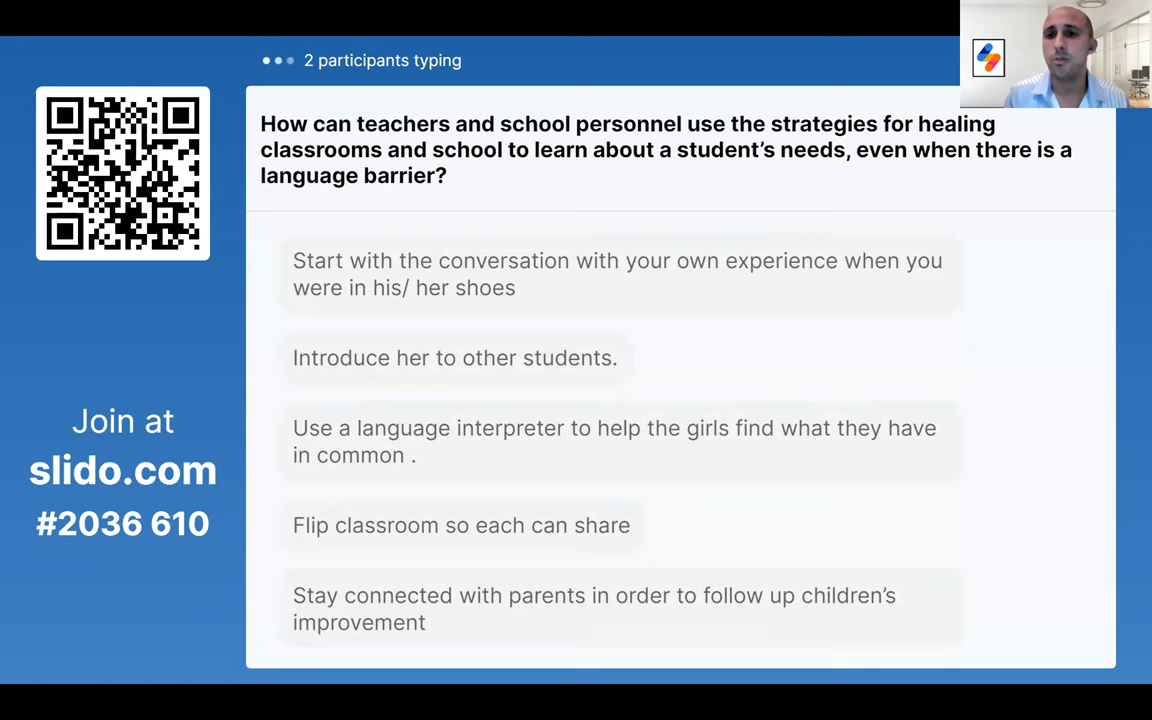 2 participants typing
How can teachers and school personnel use the strategies for healing
classrooms and school to learn about a student’s needs, even when there is a
language barrier?
Start with the conversation with your own experience when you
were in his/ her shoes
Introduce her to other students.
Use a language interpreter to help the girls find what they have
in common .
Flip classroom so each can share
Stay connected with parents in order to follow up children’s
improvement
Join at
slido.com
#2036 610